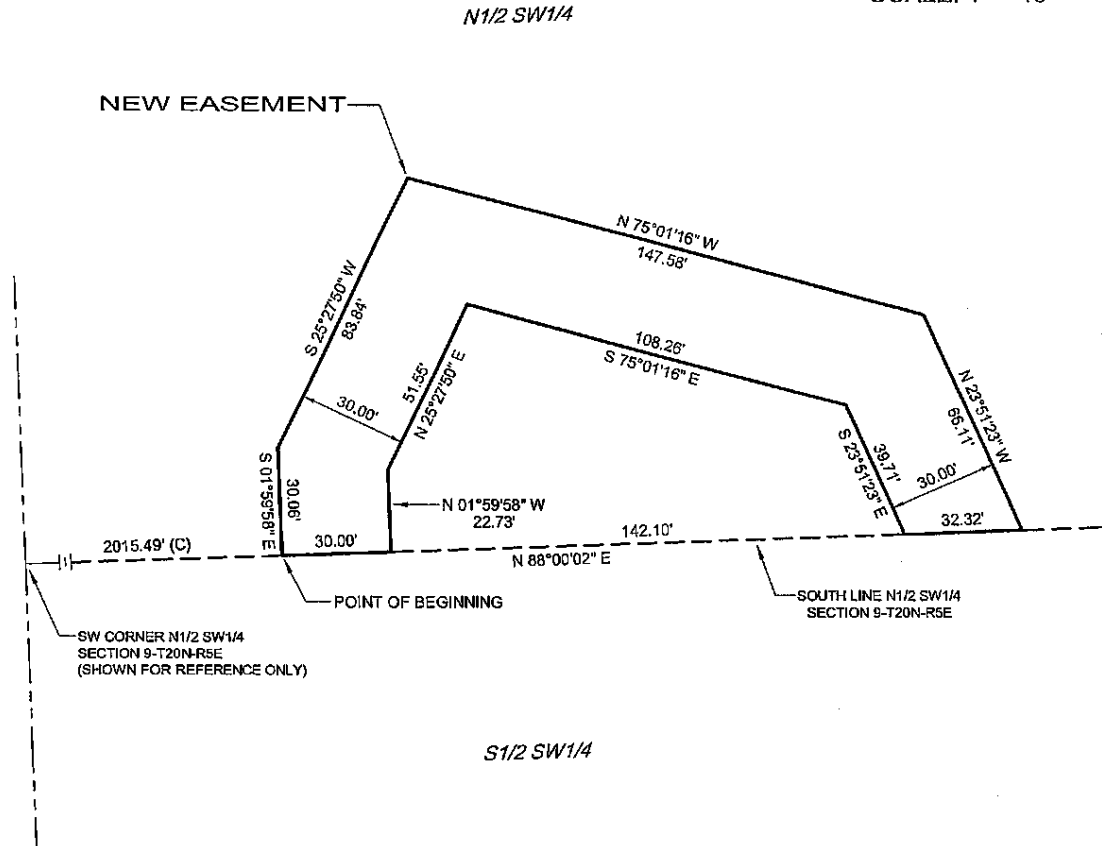 N1/2 SW1/4
NEW EASEMENT
N 75°01'16" W
147.58'
S 25°27'50" W
83.84'
108.26'
S 75°01'16" E
51.55'
N 25°27'50" E
30.00'
N 23°51'23" W
66.11'
39.71'
S 23°51'23" E
30.00'
S 01°59'58" E
30.06'
N 01°59'58" W
22.73'
32.32'
2015.49' (C)
30.00'
142.10'
N 88°00'02" E
POINT OF BEGINNING
SOUTH LINE N1/2 SW1/4
SECTION 9-T20N-R5E
SW CORNER N1/2 SW1/4
SECTION 9-T20N-R5E
(SHOWN FOR REFERENCE ONLY)
S1/2 SW1/4